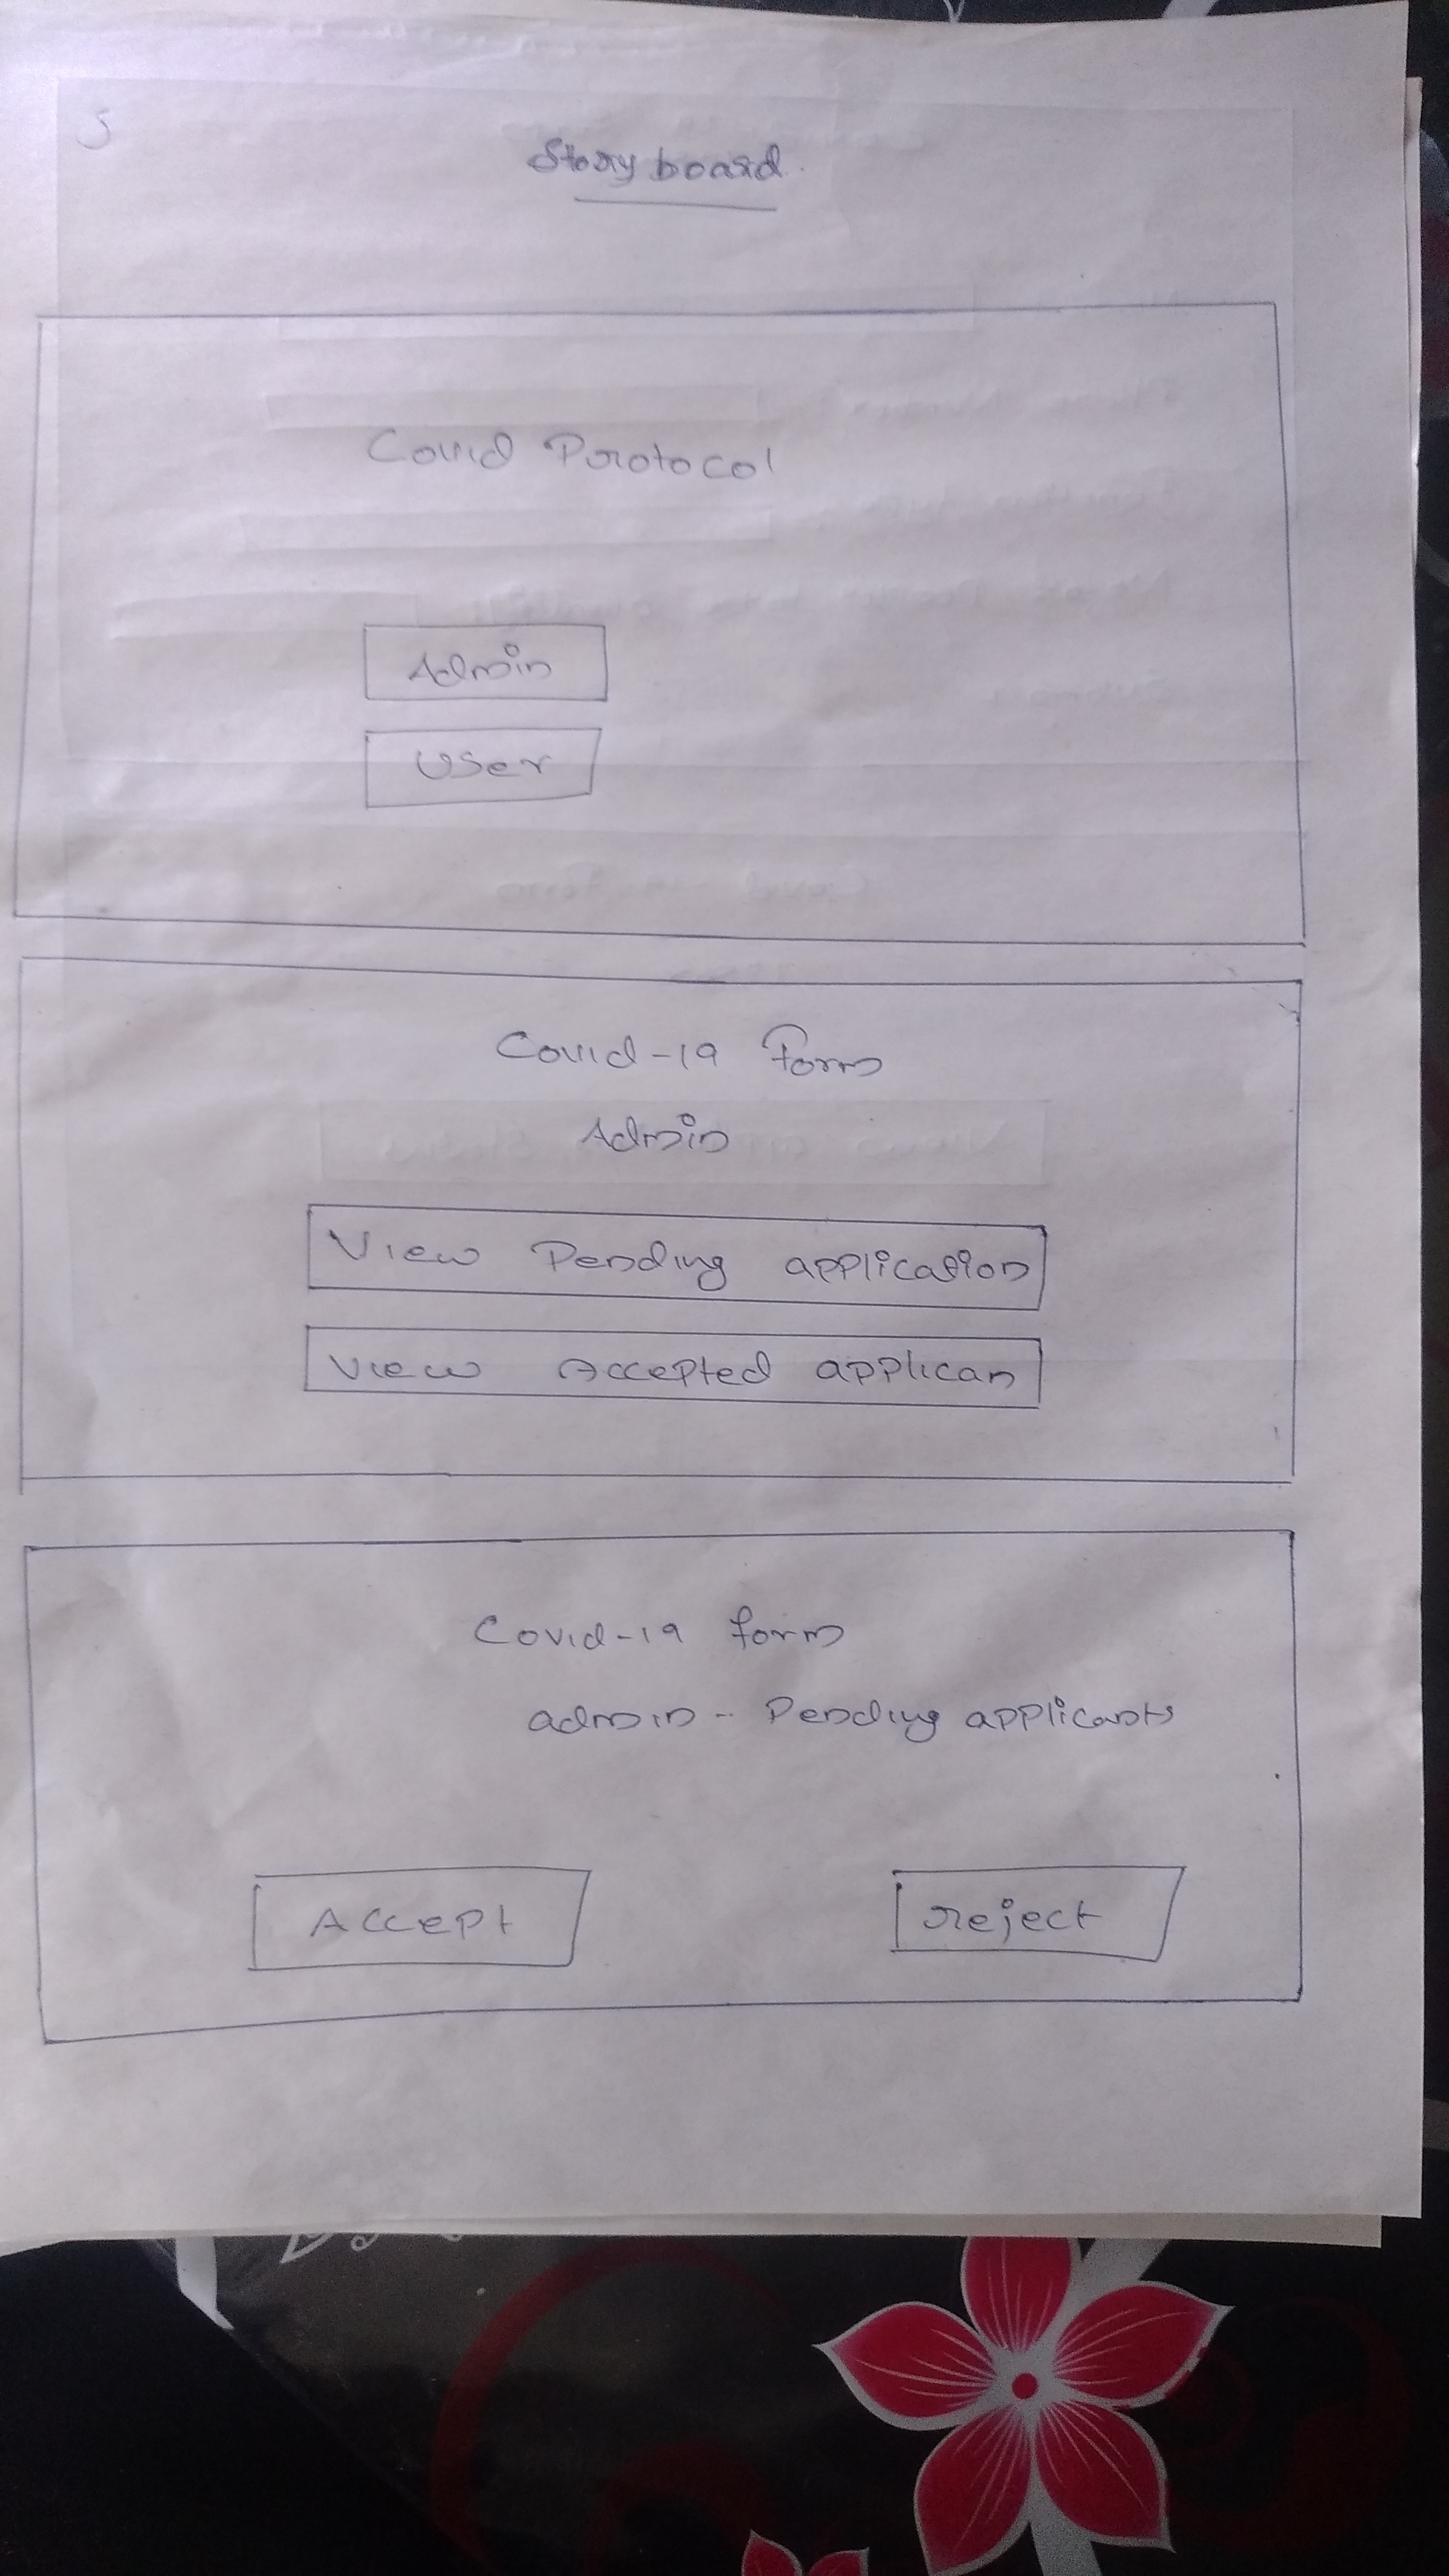 Story board.
Covid Protocol
Admin
User
Covid-19 Form
Admin
View Pending application
View Accepted applican
Covid-19 form
admin - Pending applicants
Accept
reject